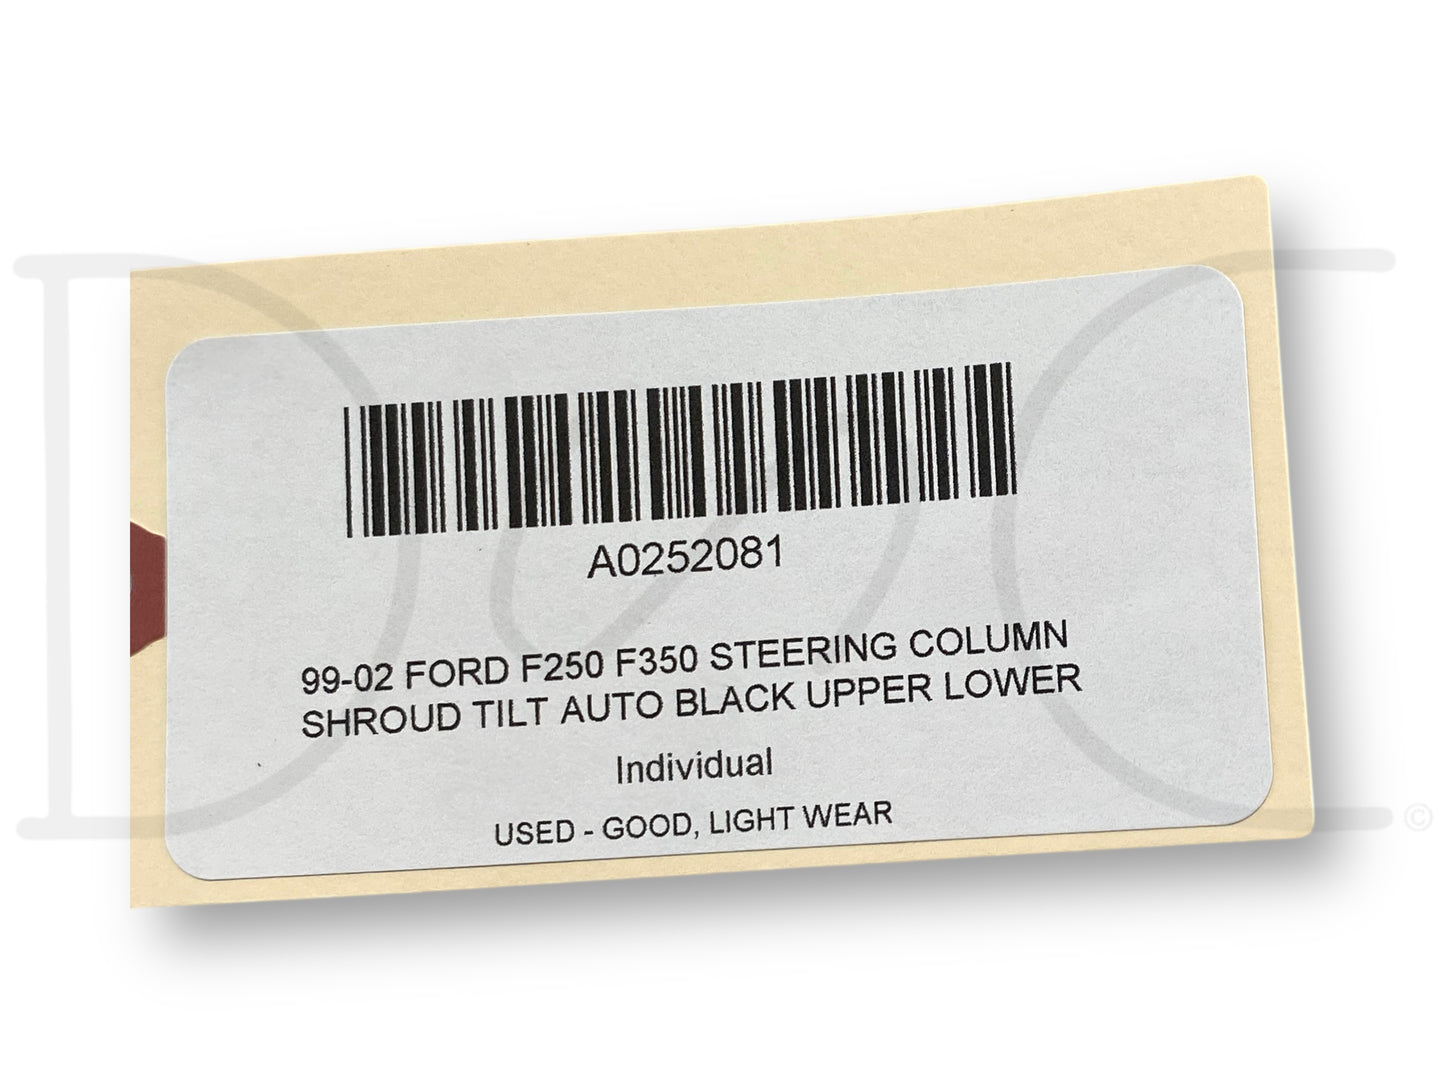 A0252081
99-02 FORD F250 F350 STEERING COLUMN
SHROUD TILT AUTO BLACK UPPER LOWER
Individual
USED - GOOD, LIGHT WEAR
©